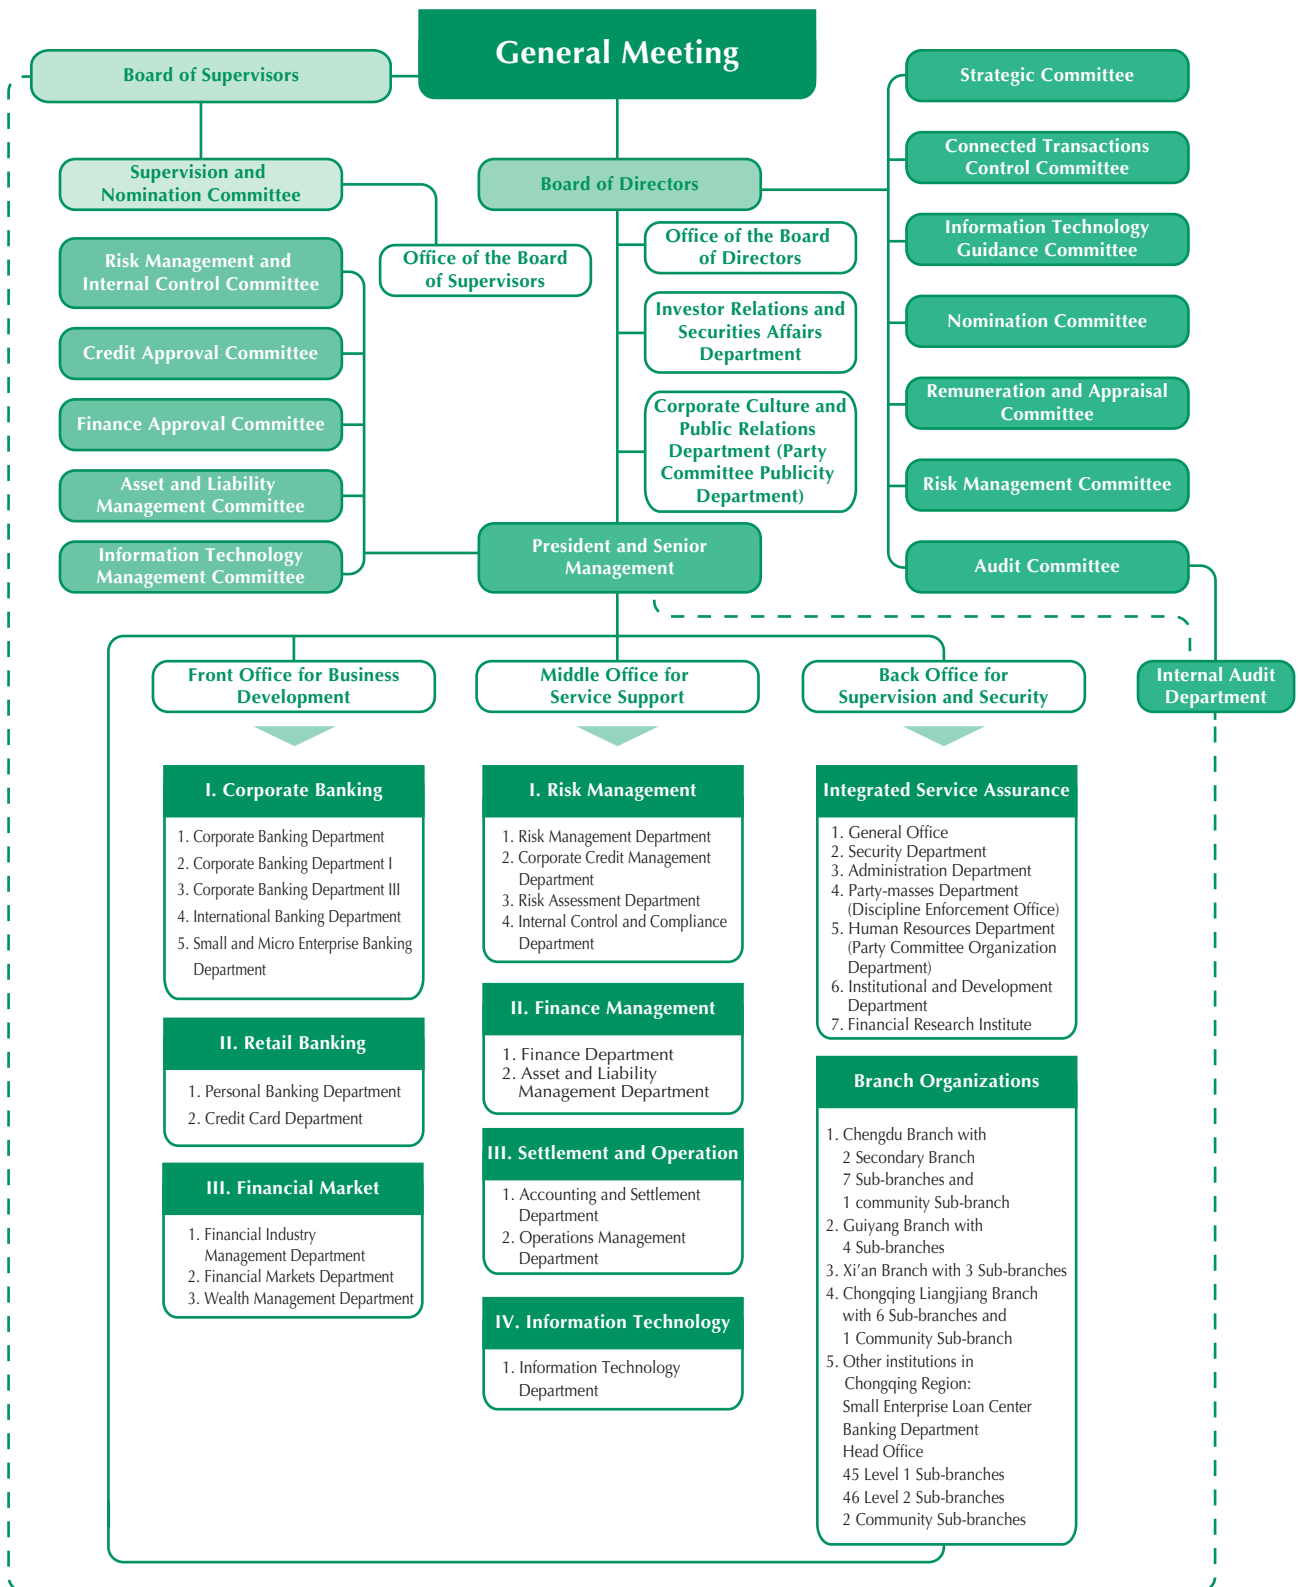 General Meeting
Board of Supervisors
Strategic Committee
Supervision and
Nomination Committee
Board of Directors
Connected Transactions
Control Committee
Office of the Board
of Supervisors
Office of the Board
of Directors
Information Technology
Guidance Committee
Risk Management and
Internal Control Committee
Investor Relations and
Securities Affairs
Department
Nomination Committee
Credit Approval Committee
Corporate Culture and
Public Relations
Department (Party
Committee Publicity
Department)
Remuneration and Appraisal
Committee
Finance Approval Committee
Risk Management Committee
Asset and Liability
Management Committee
President and Senior
Management
Audit Committee
Information Technology
Management Committee
Front Office for Business
Development
Middle Office for
Service Support
Back Office for
Supervision and Security
Internal Audit
Department
I. Corporate Banking
1. Corporate Banking Department
2. Corporate Banking Department I
3. Corporate Banking Department III
4. International Banking Department
5. Small and Micro Enterprise Banking
Department
II. Retail Banking
1. Personal Banking Department
2. Credit Card Department
III. Financial Market
1. Financial Industry
Management Department
2. Financial Markets Department
3. Wealth Management Department
I. Risk Management
1. Risk Management Department
2. Corporate Credit Management
Department
3. Risk Assessment Department
4. Internal Control and Compliance
Department
II. Finance Management
1. Finance Department
2. Asset and Liability
Management Department
III. Settlement and Operation
1. Accounting and Settlement
Department
2. Operations Management
Department
IV. Information Technology
1. Information Technology
Department
Integrated Service Assurance
1. General Office
2. Security Department
3. Administration Department
4. Party-masses Department
(Discipline Enforcement Office)
5. Human Resources Department
(Party Committee Organization
Department)
6. Institutional and Development
Department
7. Financial Research Institute
Branch Organizations
1. Chengdu Branch with
2 Secondary Branch
7 Sub-branches and
1 community Sub-branch
2. Guiyang Branch with
4 Sub-branches
3. Xi’an Branch with 3 Sub-branches
4. Chongqing Liangjiang Branch
with 6 Sub-branches and
1 Community Sub-branch
5. Other institutions in
Chongqing Region:
Small Enterprise Loan Center
Banking Department
Head Office
45 Level 1 Sub-branches
46 Level 2 Sub-branches
2 Community Sub-branches